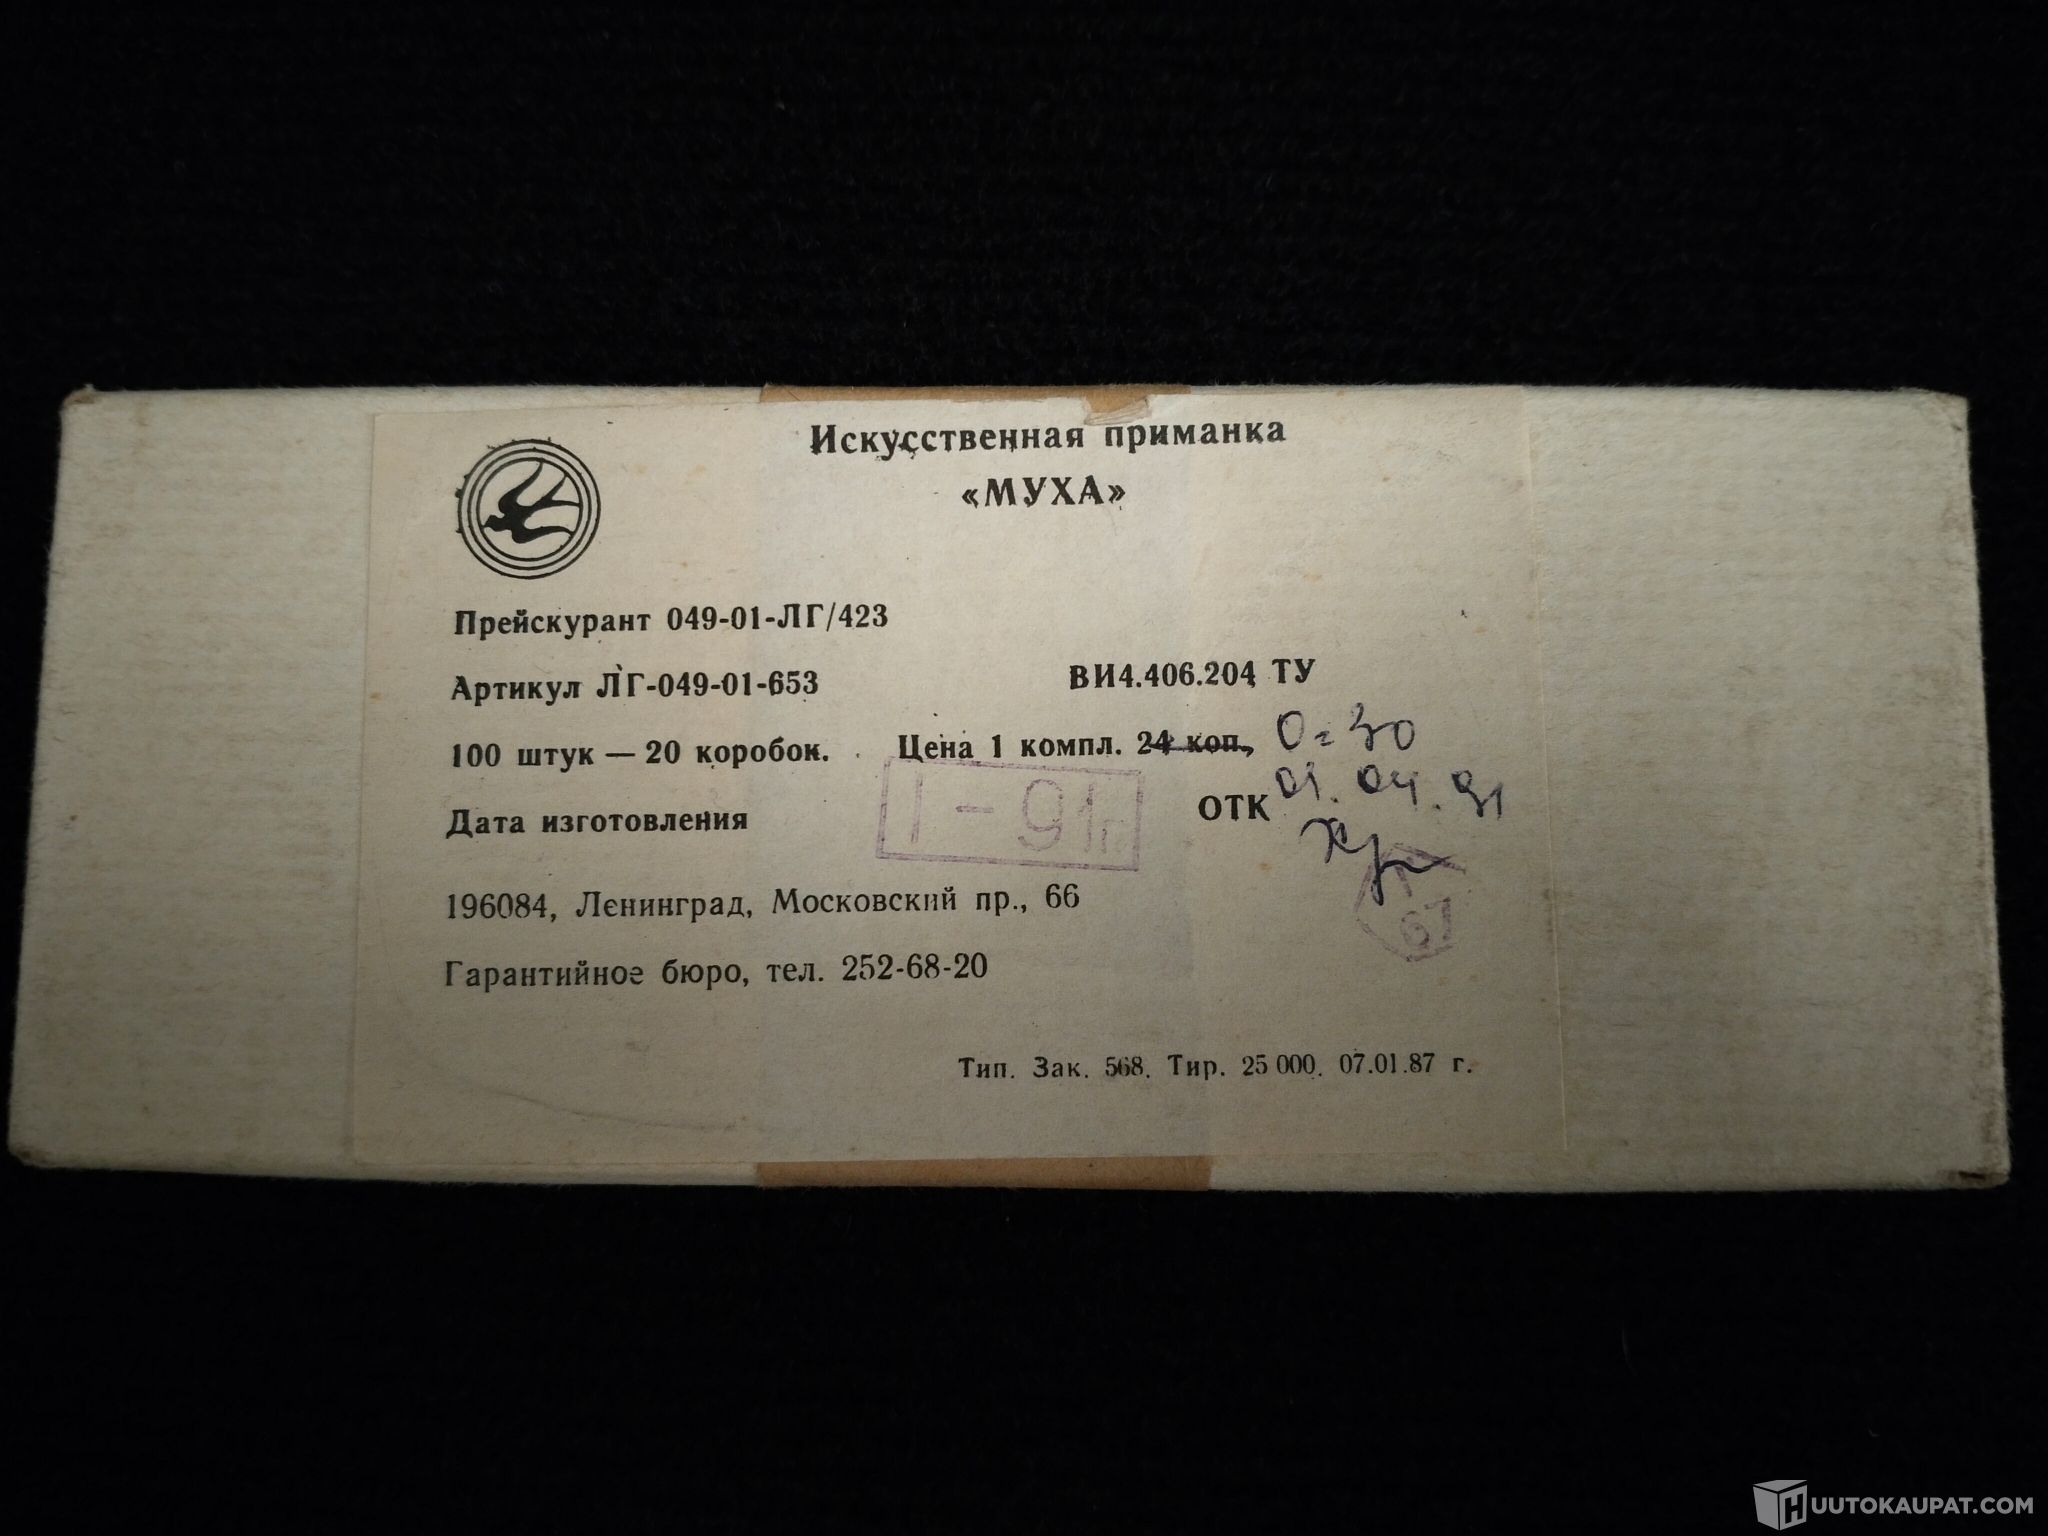 Искусственная приманка
«МУХА»
Прейскурант 049-01-ЛГ/423
Артикул ЛГ-049-01-653 ВИ4.406.204 ТУ
100 штук — 20 коробок. Цена 1 компл. 24 коп, 0=30
Дата изготовления I-91г. ОТК 01.04.91
67
196084, Ленинград, Московский пр., 66
Гарантийное бюро, тел. 252-68-20
Тип. Зак. 568. Тир. 25 000. 07.01.87 г.
HUUTOKAUPAT.COM